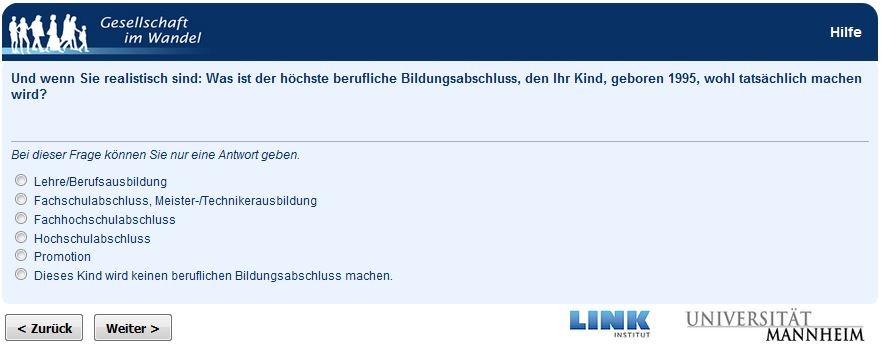 Gesellschaft
im Wandel
Hilfe
Und wenn Sie realistisch sind: Was ist der höchste berufliche Bildungsabschluss, den Ihr Kind, geboren 1995, wohl tatsächlich machen
wird?
Bei dieser Frage können Sie nur eine Antwort geben.
Lehre/Berufsausbildung
Fachschulabschluss, Meister-/Technikerausbildung
Fachhochschulabschluss
Hochschulabschluss
Promotion
Dieses Kind wird keinen beruflichen Bildungsabschluss machen.
< Zurück
Weiter >
LINK
INSTITUT
UNIVERSITÄT
MANNHEIM